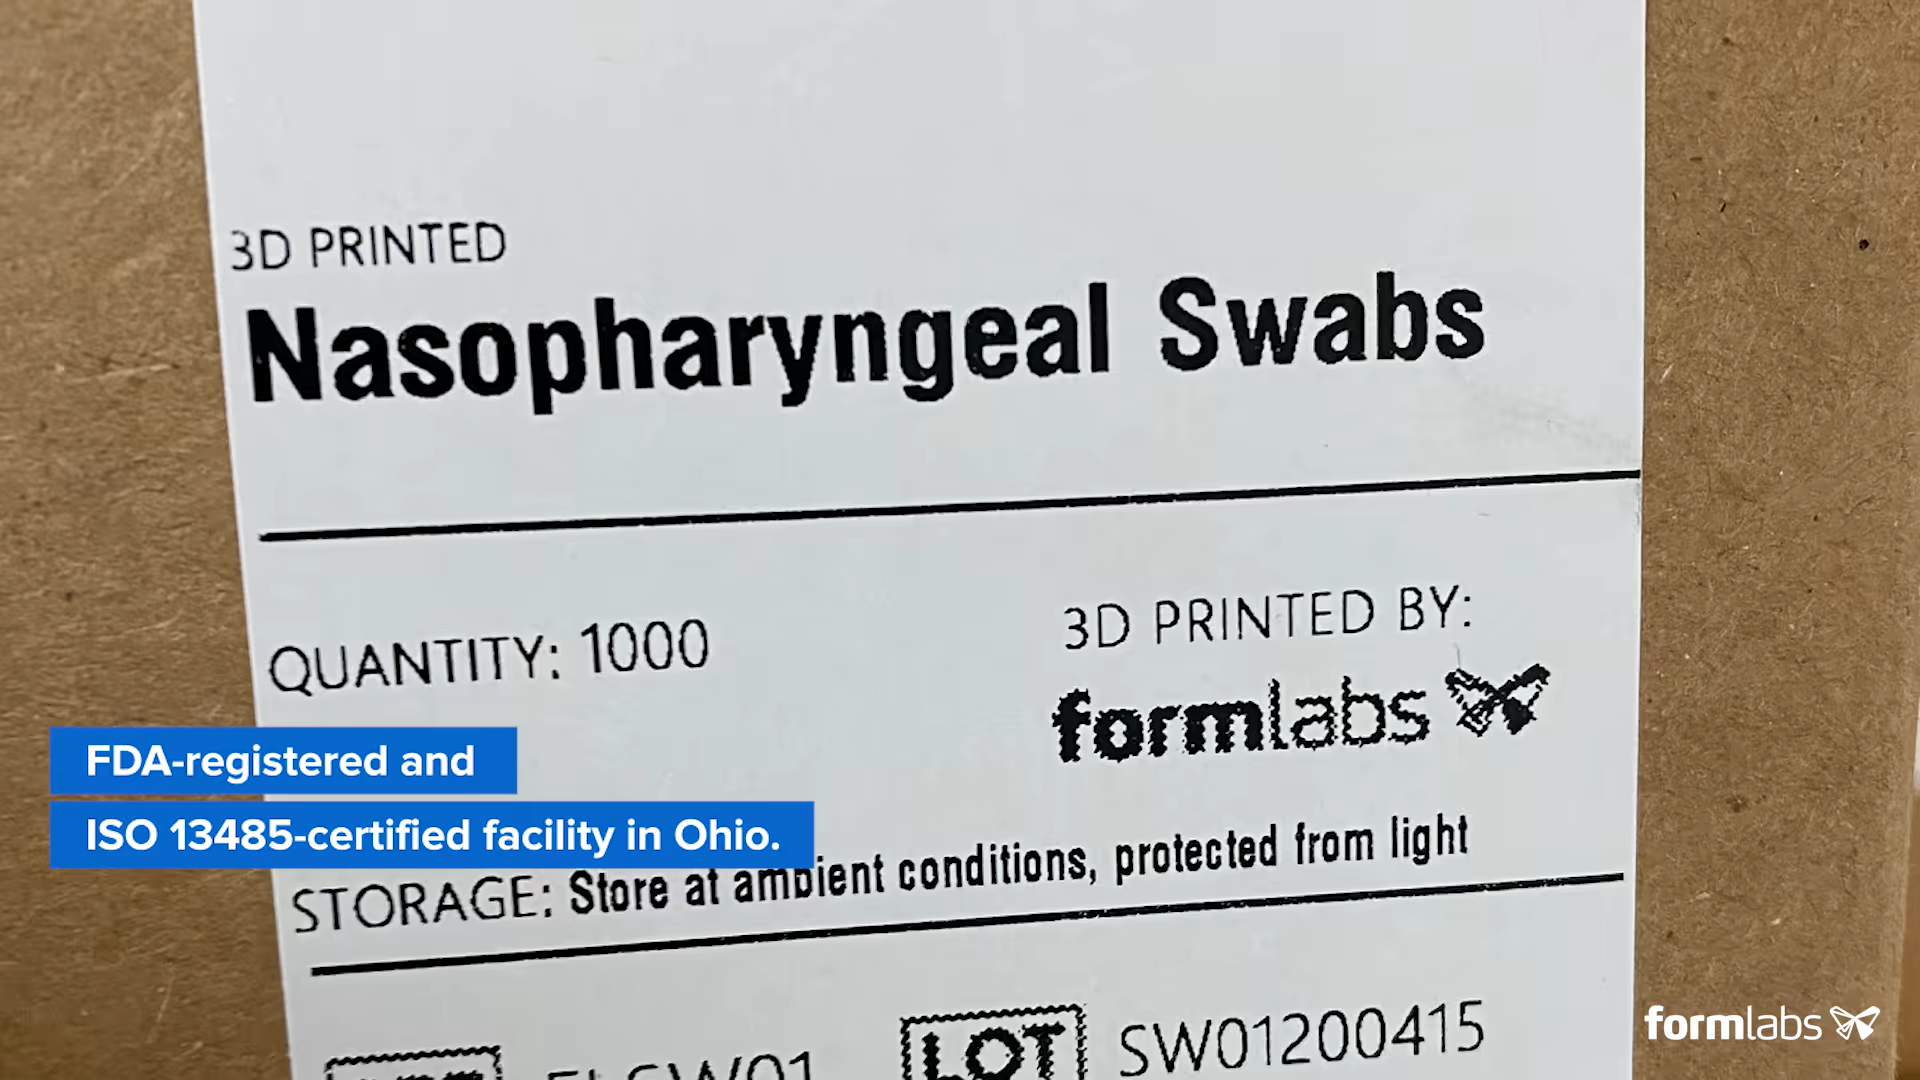 3D PRINTED
Nasopharyngeal Swabs
QUANTITY: 1000
3D PRINTED BY:
formlabs
FDA-registered and
ISO 13485-certified facility in Ohio.
STORAGE: Store at ambient conditions, protected from light
LOT SW01200415
formlabs